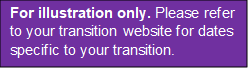 For illustration only. Please refer
to your transition website for dates
specific to your transition.